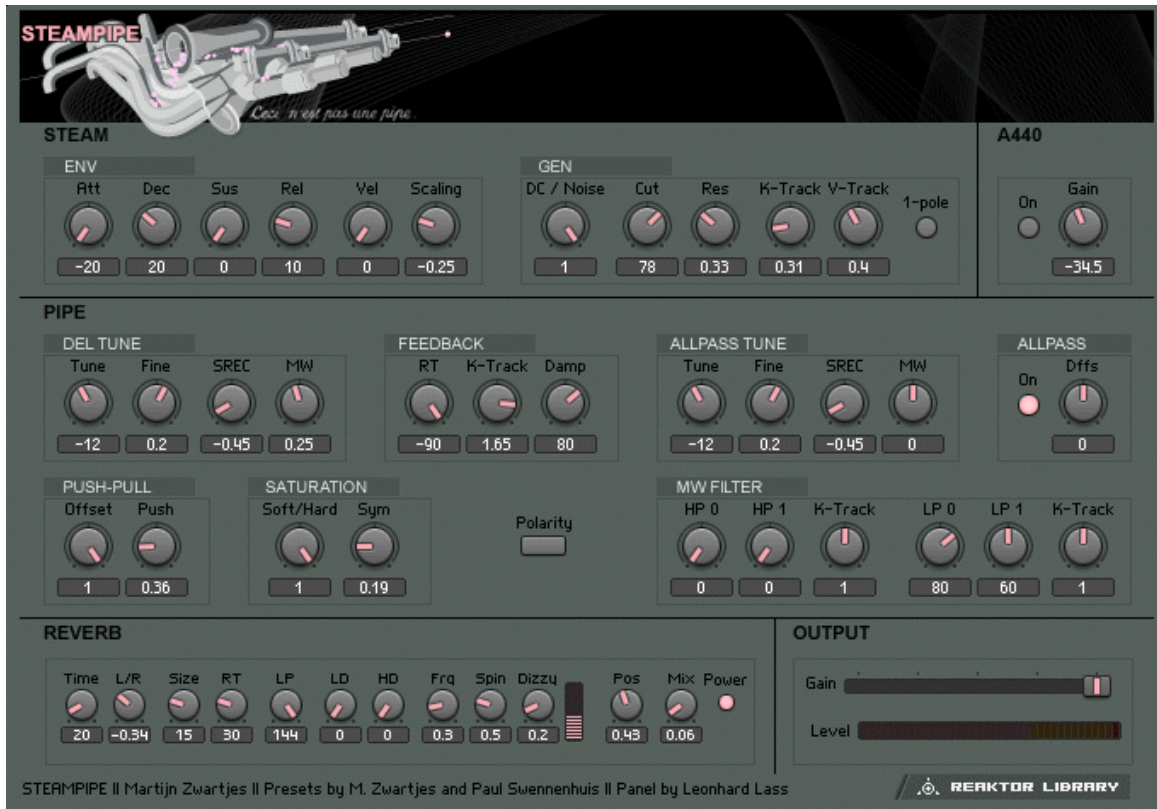 STEAMPIPE
Ceci n'est pas une pipe.
STEAM
A440
ENV
GEN
Att Dec Sus Rel Vel Scaling
DC / Noise Cut Res K-Track V-Track 1-pole
On Gain
-20 20 0 10 0 -0.25
1 78 0.33 0.31 0.4
-34.5
PIPE
DEL TUNE
FEEDBACK
ALLPASS TUNE
ALLPASS
Tune Fine SREC MW
RT K-Track Damp
Tune Fine SREC MW
On Dffs
-12 0.2 -0.45 0.25
-90 1.65 80
-12 0.2 -0.45 0
0
PUSH-PULL
SATURATION
MW FILTER
Offset Push
Soft/Hard Sym
Polarity
HP 0 HP 1 K-Track LP 0 LP 1 K-Track
1 0.36
1 0.19
0 0 1 80 60 1
REVERB
OUTPUT
Time L/R Size RT LP LD HD Frq Spin Dizzy Pos Mix Power
20 -0.34 15 30 144 0 0 0.3 0.5 0.2 0.43 0.06
Gain
Level
STEAMPIPE II Martijn Zwartjes II Presets by M. Zwartjes and Paul Swennenhuis II Panel by Leonhard Lass
REAKTOR LIBRARY